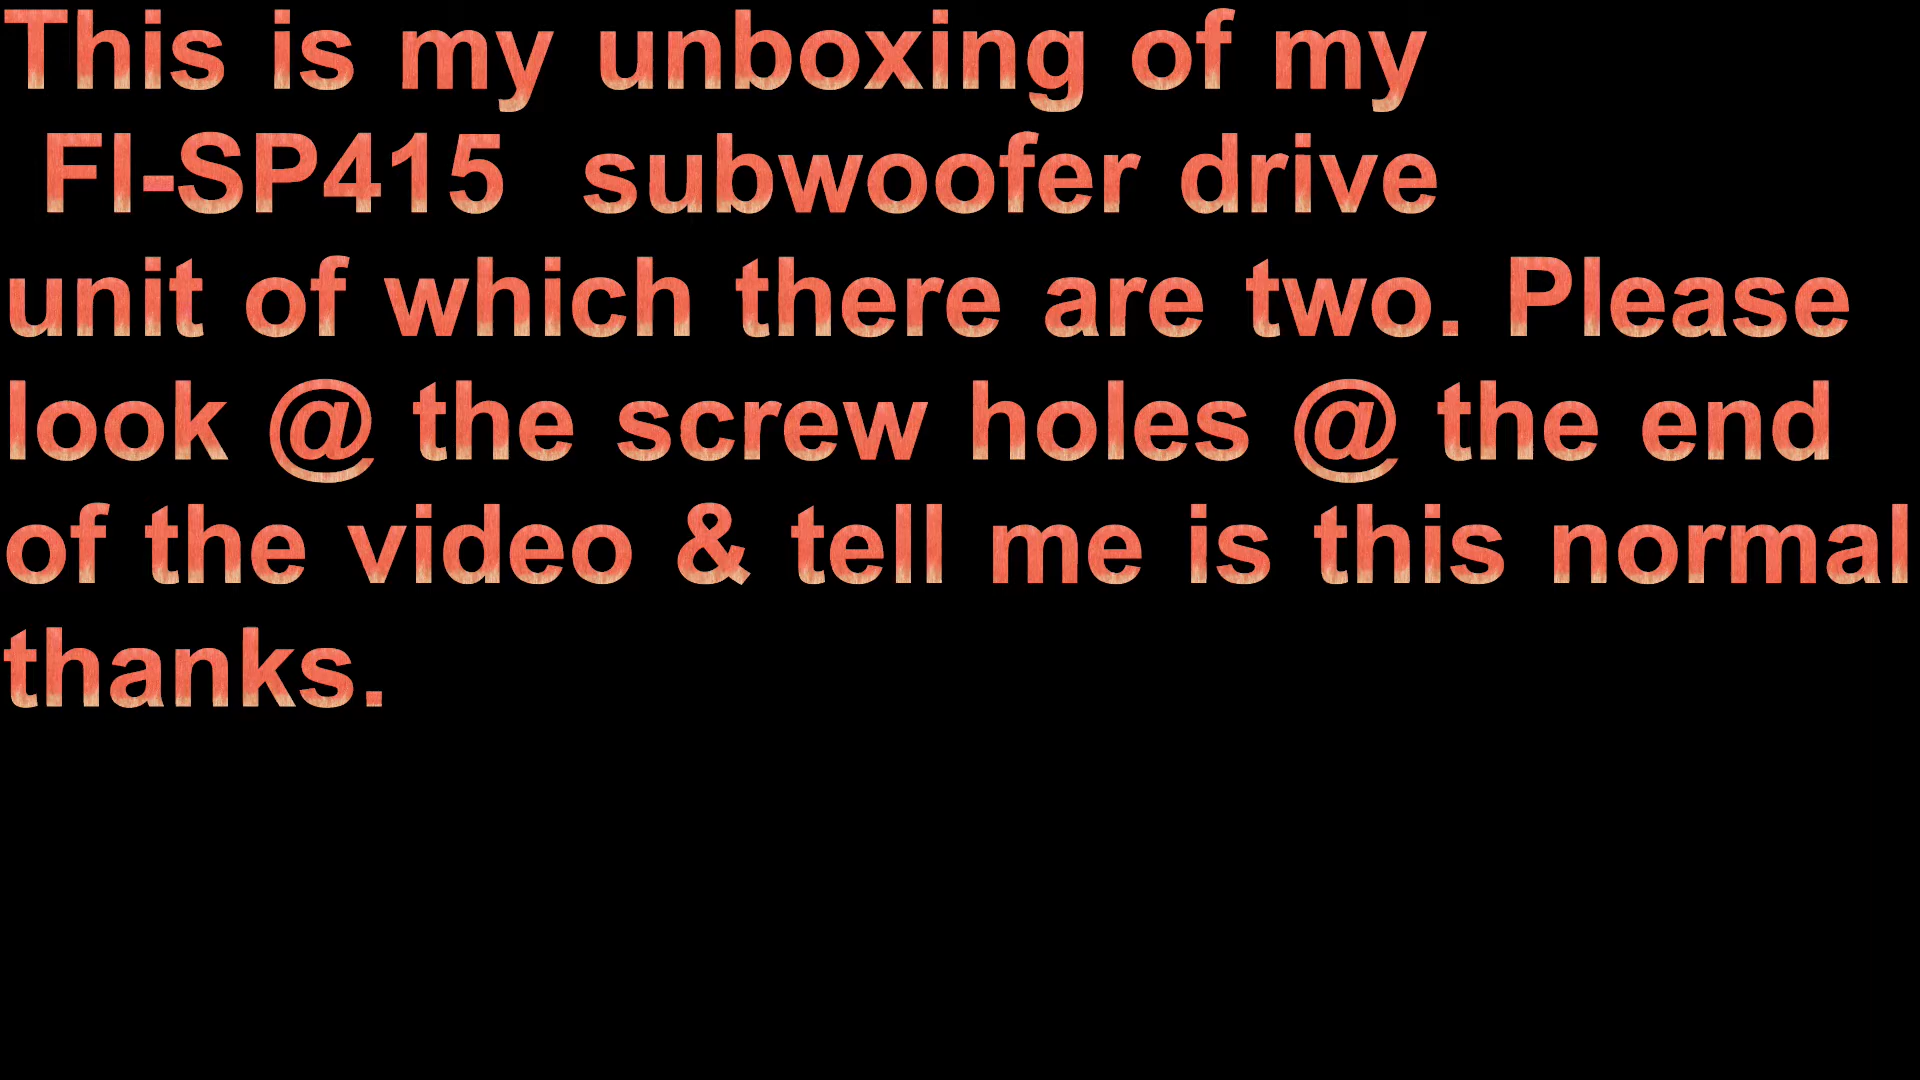 This is my unboxing of my
FI-SP415 subwoofer drive
unit of which there are two. Please
look @ the screw holes @ the end
of the video & tell me is this normal
thanks.